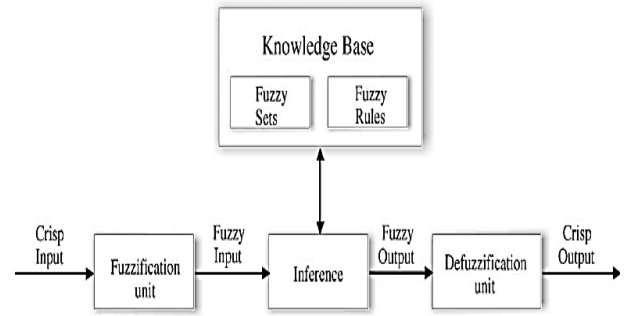 Knowledge Base
Fuzzy
Sets
Fuzzy
Rules
Crisp
Input
Fuzzification
unit
Fuzzy
Input
Inference
Fuzzy
Output
Defuzzification
unit
Crisp
Output